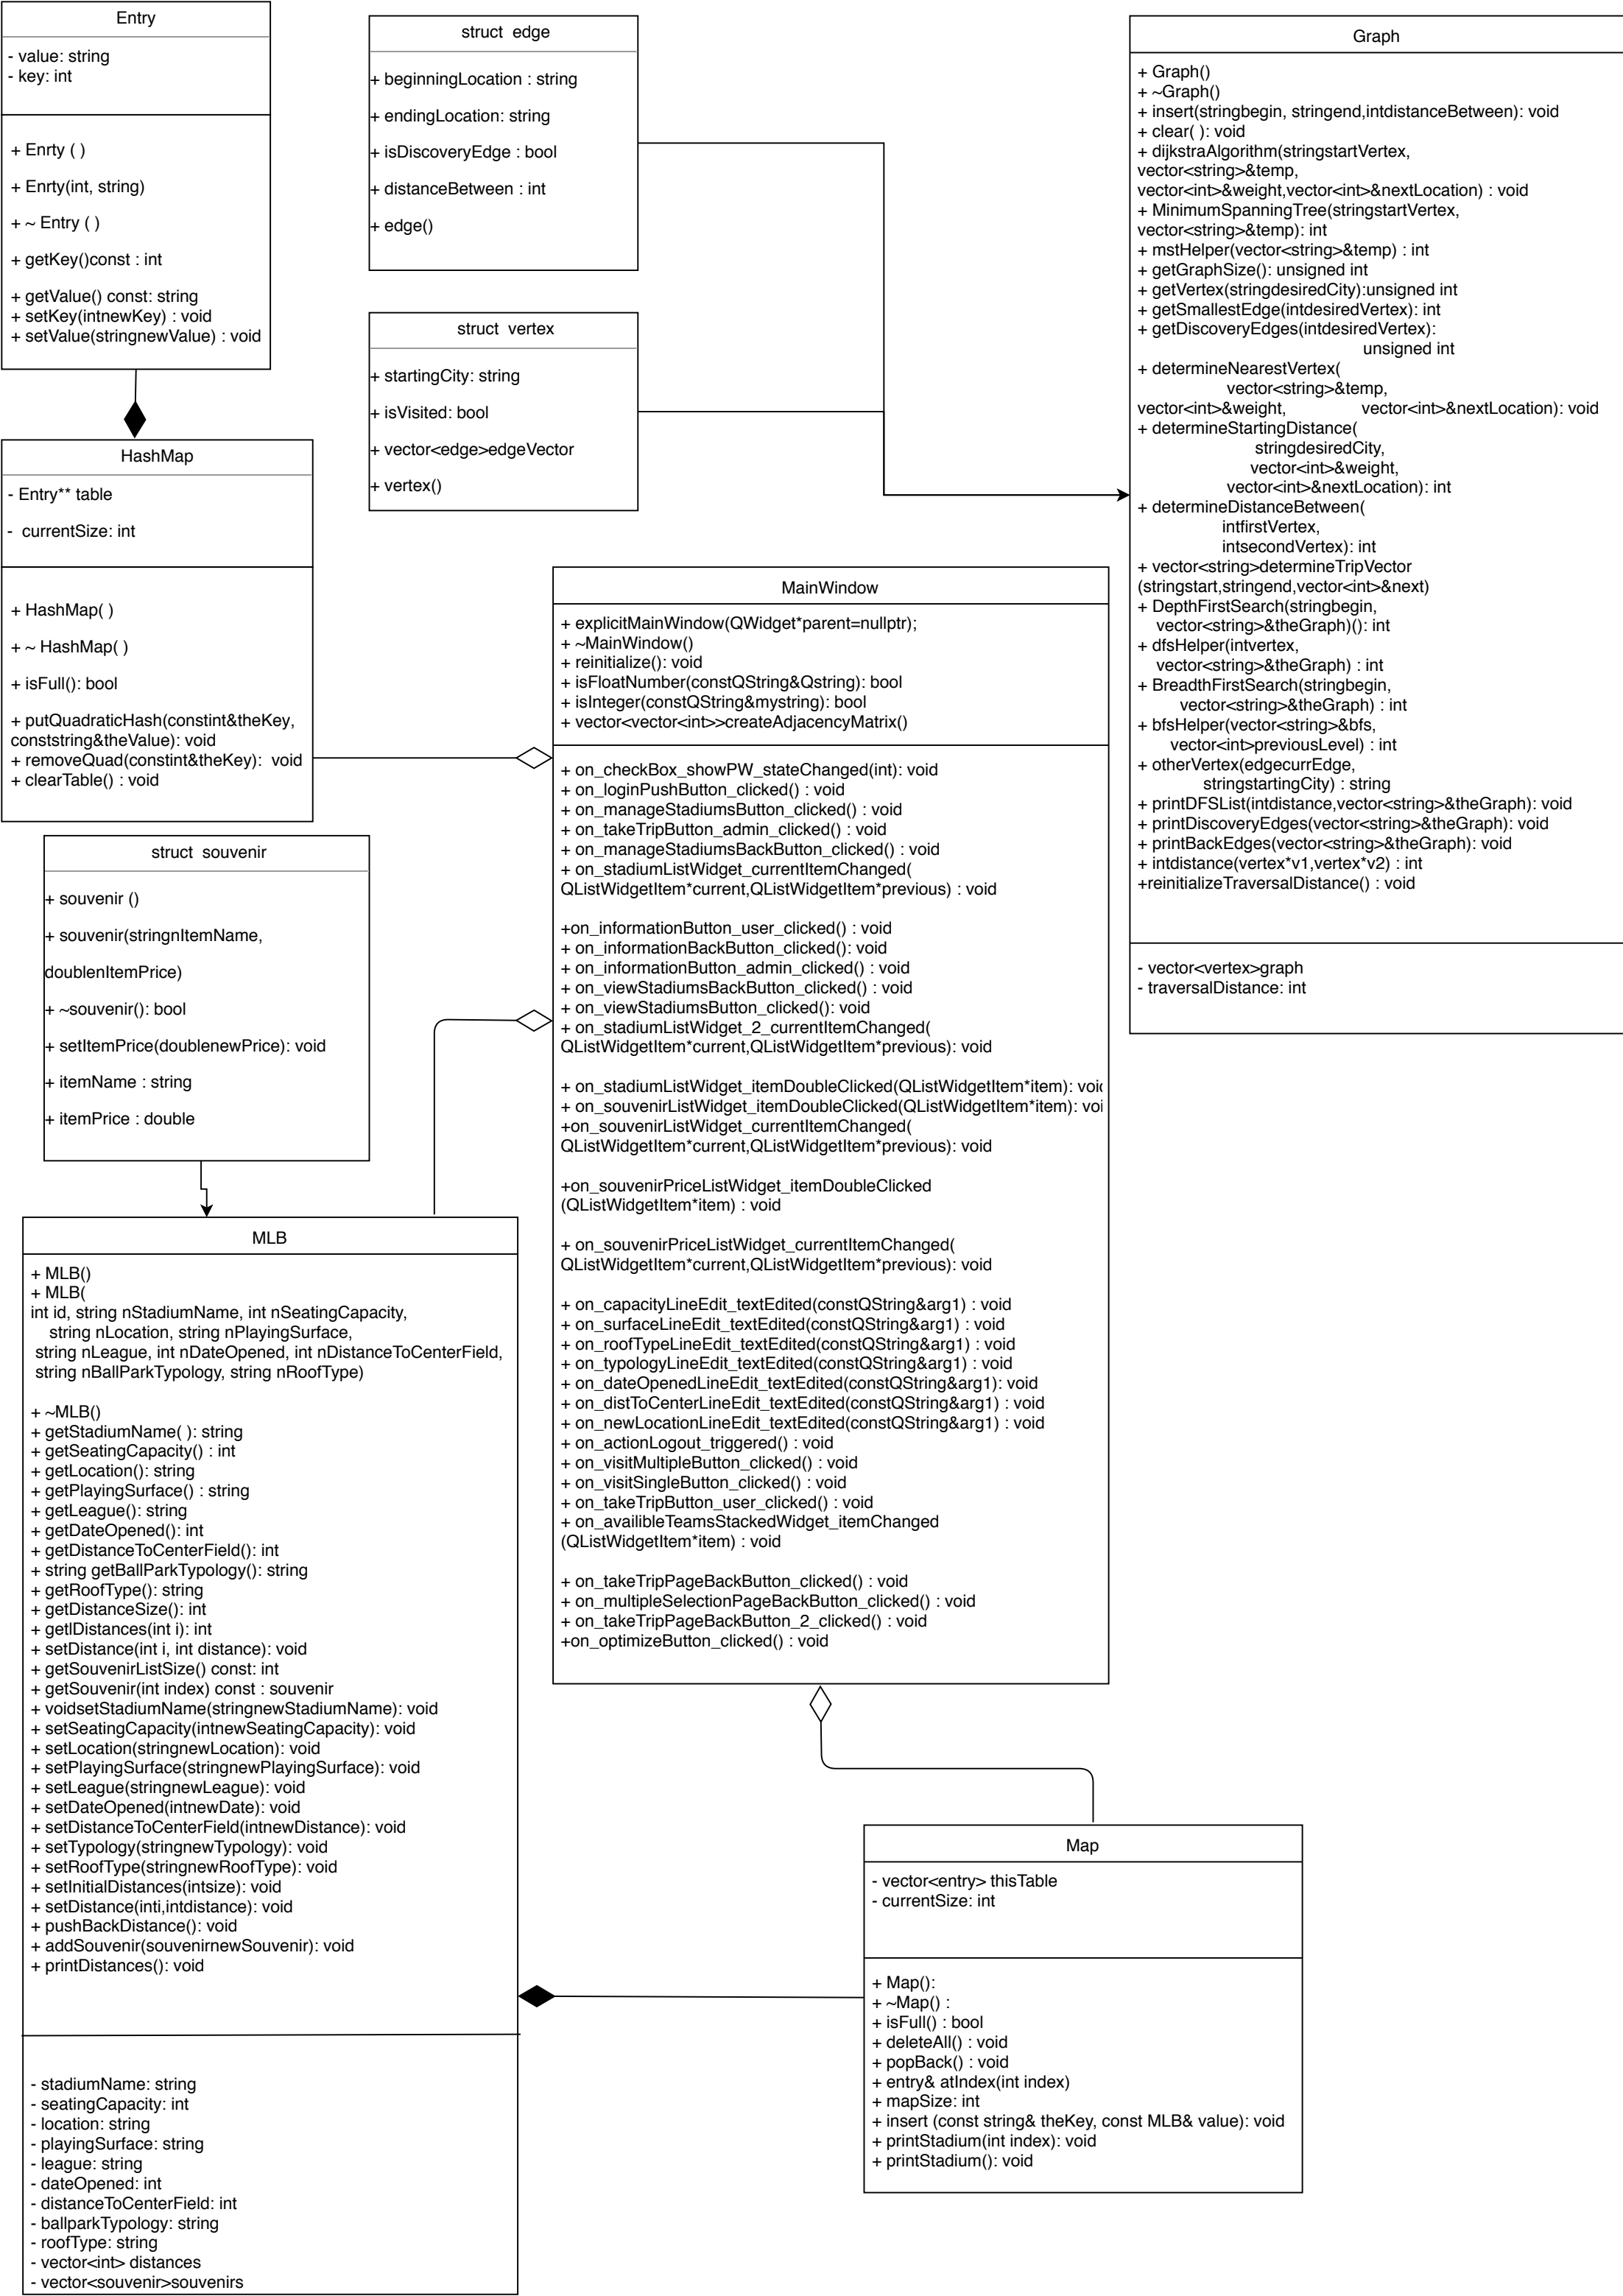 Entry
- value: string
- key: int
+ Enrty ( )
+ Enrty(int, string)
+ ~ Entry ( )
+ getKey()const : int
+ getValue() const: string
+ setKey(intnewKey) : void
+ setValue(stringnewValue) : void
struct  edge
+ beginningLocation : string
+ endingLocation: string
+ isDiscoveryEdge : bool
+ distanceBetween : int
+ edge()
struct  vertex
+ startingCity: string
+ isVisited: bool
+ vector<edge>edgeVector
+ vertex()
Graph
+ Graph()
+ ~Graph()
+ insert(stringbegin, stringend,intdistanceBetween): void
+ clear( ): void
+ dijkstraAlgorithm(stringstartVertex,
vector<string>&temp,
vector<int>&weight,vector<int>&nextLocation) : void
+ MinimumSpanningTree(stringstartVertex,
vector<string>&temp): int
+ mstHelper(vector<string>&temp) : int
+ getGraphSize(): unsigned int
+ getVertex(stringdesiredCity):unsigned int
+ getSmallestEdge(intdesiredVertex): int
+ getDiscoveryEdges(intdesiredVertex):
unsigned int
+ determineNearestVertex(
vector<string>&temp,
vector<int>&weight,                vector<int>&nextLocation): void
+ determineStartingDistance(
stringdesiredCity,
vector<int>&weight,
vector<int>&nextLocation): int
+ determineDistanceBetween(
intfirstVertex,
intsecondVertex): int
+ vector<string>determineTripVector
(stringstart,stringend,vector<int>&next)
+ DepthFirstSearch(stringbegin,
vector<string>&theGraph)(): int
+ dfsHelper(intvertex,
vector<string>&theGraph) : int
+ BreadthFirstSearch(stringbegin,
vector<string>&theGraph) : int
+ bfsHelper(vector<string>&bfs,
vector<int>previousLevel) : int
+ otherVertex(edgecurrEdge,
stringstartingCity) : string
+ printDFSList(intdistance,vector<string>&theGraph): void
+ printDiscoveryEdges(vector<string>&theGraph): void
+ printBackEdges(vector<string>&theGraph): void
+ intdistance(vertex*v1,vertex*v2) : int
+reinitializeTraversalDistance() : void
- vector<vertex>graph
- traversalDistance: int
HashMap
- Entry** table
-  currentSize: int
+ HashMap( )
+ ~ HashMap( )
+ isFull(): bool
+ putQuadraticHash(constint&theKey,
conststring&theValue): void
+ removeQuad(constint&theKey):  void
+ clearTable() : void
MainWindow
+ explicitMainWindow(QWidget*parent=nullptr);
+ ~MainWindow()
+ reinitialize(): void
+ isFloatNumber(constQString&Qstring): bool
+ isInteger(constQString&mystring): bool
+ vector<vector<int>>createAdjacencyMatrix()
+ on_checkBox_showPW_stateChanged(int): void
+ on_loginPushButton_clicked() : void
+ on_manageStadiumsButton_clicked() : void
+ on_takeTripButton_admin_clicked() : void
+ on_manageStadiumsBackButton_clicked() : void
+ on_stadiumListWidget_currentItemChanged(
QListWidgetItem*current,QListWidgetItem*previous) : void
+on_informationButton_user_clicked() : void
+ on_informationBackButton_clicked(): void
+ on_informationButton_admin_clicked() : void
+ on_viewStadiumsBackButton_clicked() : void
+ on_viewStadiumsButton_clicked(): void
+ on_stadiumListWidget_2_currentItemChanged(
QListWidgetItem*current,QListWidgetItem*previous): void
+ on_stadiumListWidget_itemDoubleClicked(QListWidgetItem*item): void
+ on_souvenirListWidget_itemDoubleClicked(QListWidgetItem*item): voi
+on_souvenirListWidget_currentItemChanged(
QListWidgetItem*current,QListWidgetItem*previous): void
+on_souvenirPriceListWidget_itemDoubleClicked
(QListWidgetItem*item) : void
+ on_souvenirPriceListWidget_currentItemChanged(
QListWidgetItem*current,QListWidgetItem*previous): void
+ on_capacityLineEdit_textEdited(constQString&arg1) : void
+ on_surfaceLineEdit_textEdited(constQString&arg1) : void
+ on_roofTypeLineEdit_textEdited(constQString&arg1) : void
+ on_typologyLineEdit_textEdited(constQString&arg1) : void
+ on_dateOpenedLineEdit_textEdited(constQString&arg1): void
+ on_distToCenterLineEdit_textEdited(constQString&arg1) : void
+ on_newLocationLineEdit_textEdited(constQString&arg1) : void
+ on_actionLogout_triggered() : void
+ on_visitMultipleButton_clicked() : void
+ on_visitSingleButton_clicked() : void
+ on_takeTripButton_user_clicked() : void
+ on_availibleTeamsStackedWidget_itemChanged
(QListWidgetItem*item) : void
+ on_takeTripPageBackButton_clicked() : void
+ on_multipleSelectionPageBackButton_clicked() : void
+ on_takeTripPageBackButton_2_clicked() : void
+on_optimizeButton_clicked() : void
struct  souvenir
+ souvenir ()
+ souvenir(stringnItemName,
doublenItemPrice)
+ ~souvenir(): bool
+ setItemPrice(doublenewPrice): void
+ itemName : string
+ itemPrice : double
MLB
+ MLB()
+ MLB(
int id, string nStadiumName, int nSeatingCapacity,
string nLocation, string nPlayingSurface,
string nLeague, int nDateOpened, int nDistanceToCenterField,
string nBallParkTypology, string nRoofType)
+ ~MLB()
+ getStadiumName( ): string
+ getSeatingCapacity() : int
+ getLocation(): string
+ getPlayingSurface() : string
+ getLeague(): string
+ getDateOpened(): int
+ getDistanceToCenterField(): int
+ string getBallParkTypology(): string
+ getRoofType(): string
+ getDistanceSize(): int
+ getIDistances(int i): int
+ setDistance(int i, int distance): void
+ getSouvenirListSize() const: int
+ getSouvenir(int index) const : souvenir
+ voidsetStadiumName(stringnewStadiumName): void
+ setSeatingCapacity(intnewSeatingCapacity): void
+ setLocation(stringnewLocation): void
+ setPlayingSurface(stringnewPlayingSurface): void
+ setLeague(stringnewLeague): void
+ setDateOpened(intnewDate): void
+ setDistanceToCenterField(intnewDistance): void
+ setTypology(stringnewTypology): void
+ setRoofType(stringnewRoofType): void
+ setInitialDistances(intsize): void
+ setDistance(inti,intdistance): void
+ pushBackDistance(): void
+ addSouvenir(souvenirnewSouvenir): void
+ printDistances(): void
- stadiumName: string
- seatingCapacity: int
- location: string
- playingSurface: string
- league: string
- dateOpened: int
- distanceToCenterField: int
- ballparkTypology: string
- roofType: string
- vector<int> distances
- vector<souvenir>souvenirs
Map
- vector<entry> thisTable
- currentSize: int
+ Map():
+ ~Map() :
+ isFull() : bool
+ deleteAll() : void
+ popBack() : void
+ entry& atIndex(int index)
+ mapSize: int
+ insert (const string& theKey, const MLB& value): void
+ printStadium(int index): void
+ printStadium(): void